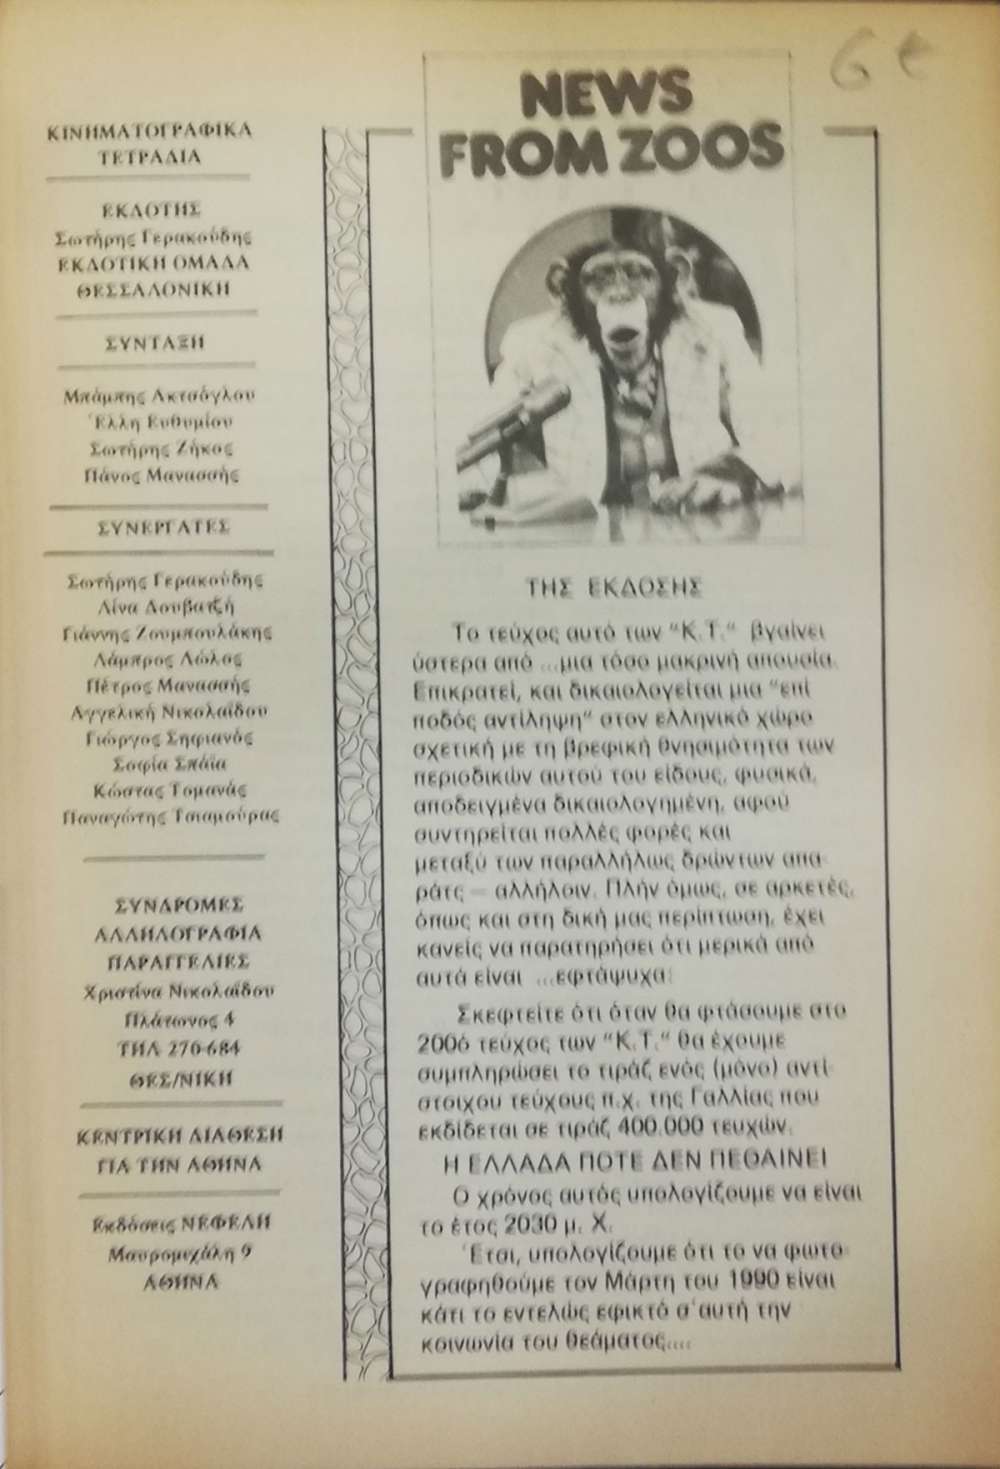 6 €
ΚΙΝΗΜΑΤΟΓΡΑΦΙΚΑ
ΤΕΤΡΑΔΙΑ
ΕΚΔΟΤΗΣ
Σωτήρης Γερακούδης
ΕΚΔΟΤΙΚΗ ΟΜΑΔΑ
ΘΕΣΣΑΛΟΝΙΚΗ
ΣΥΝΤΑΞΗ
Μπάμπης Ακτσόγλου
Έλλη Ευθυμίου
Σωτήρης Ζήκος
Πάνος Μανασσής
ΣΥΝΕΡΓΑΤΕΣ
Σωτήρης Γερακούδης
Λίνα Δουβατζή
Γιάννης Ζουμπουλάκης
Λάμπρος Λώλος
Πέτρος Μανασσής
Αγγελική Νικολαΐδου
Γιώργος Σηφιανός
Σοφία Σπάϊα
Κώστας Τομανάς
Παναγώτης Τσιαμούρας
ΣΥΝΔΡΟΜΕΣ
ΑΛΛΗΛΟΓΡΑΦΙΑ
ΠΑΡΑΓΓΕΛΙΕΣ
Χριστίνα Νικολαΐδου
Πλάτωνος 4
ΤΗΛ 270-684
ΘΕΣ/ΝΙΚΗ
ΚΕΝΤΡΙΚΗ ΔΙΑΘΕΣΗ
ΓΙΑ ΤΗΝ ΑΘΗΝΑ
Εκδόσεις ΝΕΦΕΛΗ
Μαυρομιχάλη 9
ΑΘΗΝΑ
NEWS
FROM ZOOS
ΤΗΣ ΕΚΔΟΣΗΣ
Το τεύχος αυτό των "Κ.Τ." βγαίνει
ύστερα από ...μια τόσο μακρινή απουσία.
Επικρατεί, και δικαιολογείται μια "επί
ποδός αντίληψη" στον ελληνικό χώρο
σχετική με τη βρεφική θνησιμότητα των
περιοδικών αυτού του είδους, φυσικά,
αποδειγμένα δικαιολογημένη, αφού
συντηρείται πολλές φορές και
μεταξύ των παραλλήλως δρώντων απα-
ράτς — αλλήλοιν. Πλήν όμως, σε αρκετές,
όπως και στη δική μας περίπτωση, έχει
κανείς να παρατηρήσει ότι μερικά από
αυτά είναι ...εφτάψυχα!
Σκεφτείτε ότι όταν θα φτάσουμε στο
200ό τεύχος των "Κ.Τ." θα έχουμε
συμπληρώσει το τιράζ ενός (μόνο) αντί-
στοιχου τεύχους π.χ. της Γαλλίας που
εκδίδεται σε τιράζ 400.000 τευχών.
Η ΕΛΛΑΔΑ ΠΟΤΕ ΔΕΝ ΠΕΘΑΙΝΕΙ
Ο χρόνος αυτός υπολογίζουμε να είναι
το έτος 2030 μ. Χ.
Έτσι, υπολογίζουμε ότι το να φωτο-
γραφηθούμε τον Μάρτη του 1990 είναι
κάτι το εντελώς εφικτό σ'αυτή την
κοινωνία του θεάματος....